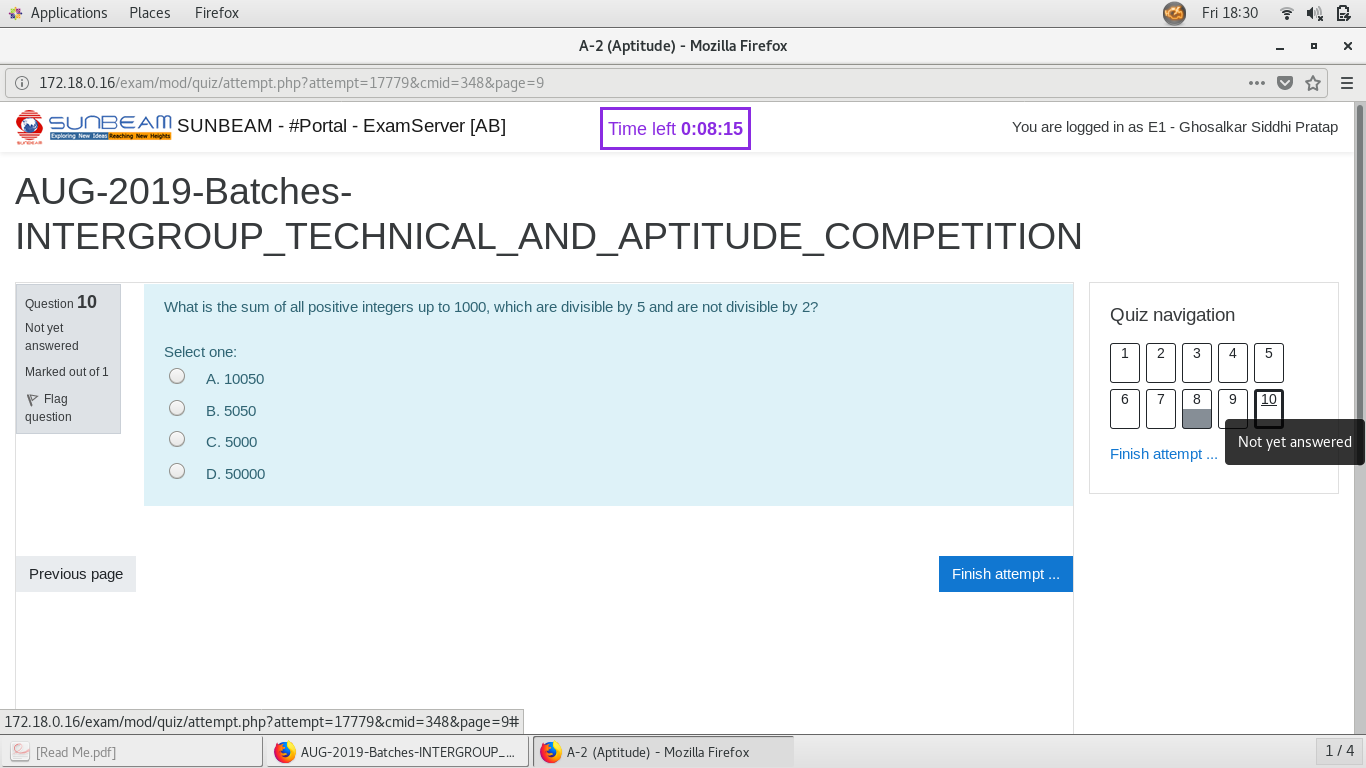 Applications Places Firefox Fri 18:30
A-2 (Aptitude) - Mozilla Firefox
172.18.0.16/exam/mod/quiz/attempt.php?attempt=17779&cmid=348&page=9
SUNBEAM Exploring New Ideas Reaching New Heights SUNBEAM - #Portal - ExamServer [AB] Time left 0:08:15 You are logged in as E1 - Ghosalkar Siddhi Pratap
SUNBEAM
AUG-2019-Batches-
INTERGROUP_TECHNICAL_AND_APTITUDE_COMPETITION
Question 10
Not yet
answered
Marked out of 1
Flag
question
What is the sum of all positive integers up to 1000, which are divisible by 5 and are not divisible by 2?
Select one:
A. 10050
B. 5050
C. 5000
D. 50000
Quiz navigation
1 2 3 4 5
6 7 8 9 10
Not yet answered
Finish attempt ...
Previous page Finish attempt ...
172.18.0.16/exam/mod/quiz/attempt.php?attempt=17779&cmid=348&page=9#
[Read Me.pdf] AUG-2019-Batches-INTERGROUP_... A-2 (Aptitude) - Mozilla Firefox 1 / 4